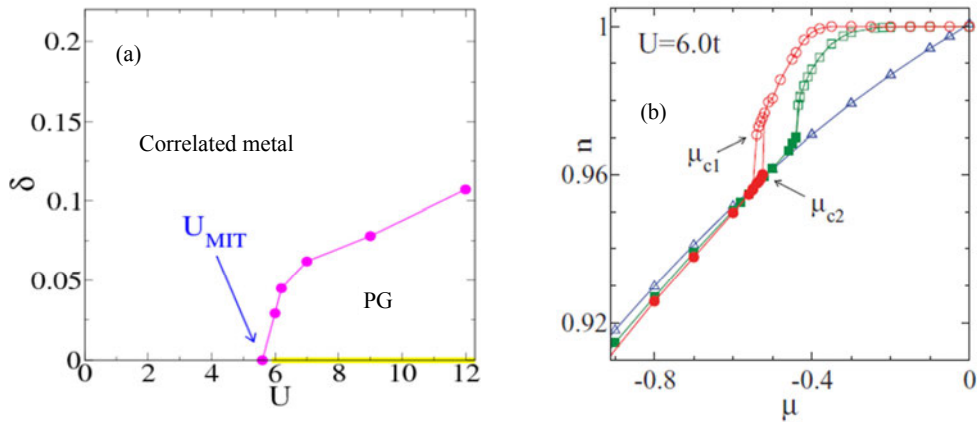 (a)
0.2
0.15
0.1
0.05
0
δ
Correlated metal
U_MIT
PG
0 2 4 6 8 10 12
U
(b)
U=6.0t
1
0.96
0.92
n
μ_c1
μ_c2
-0.8 -0.4 0
μ